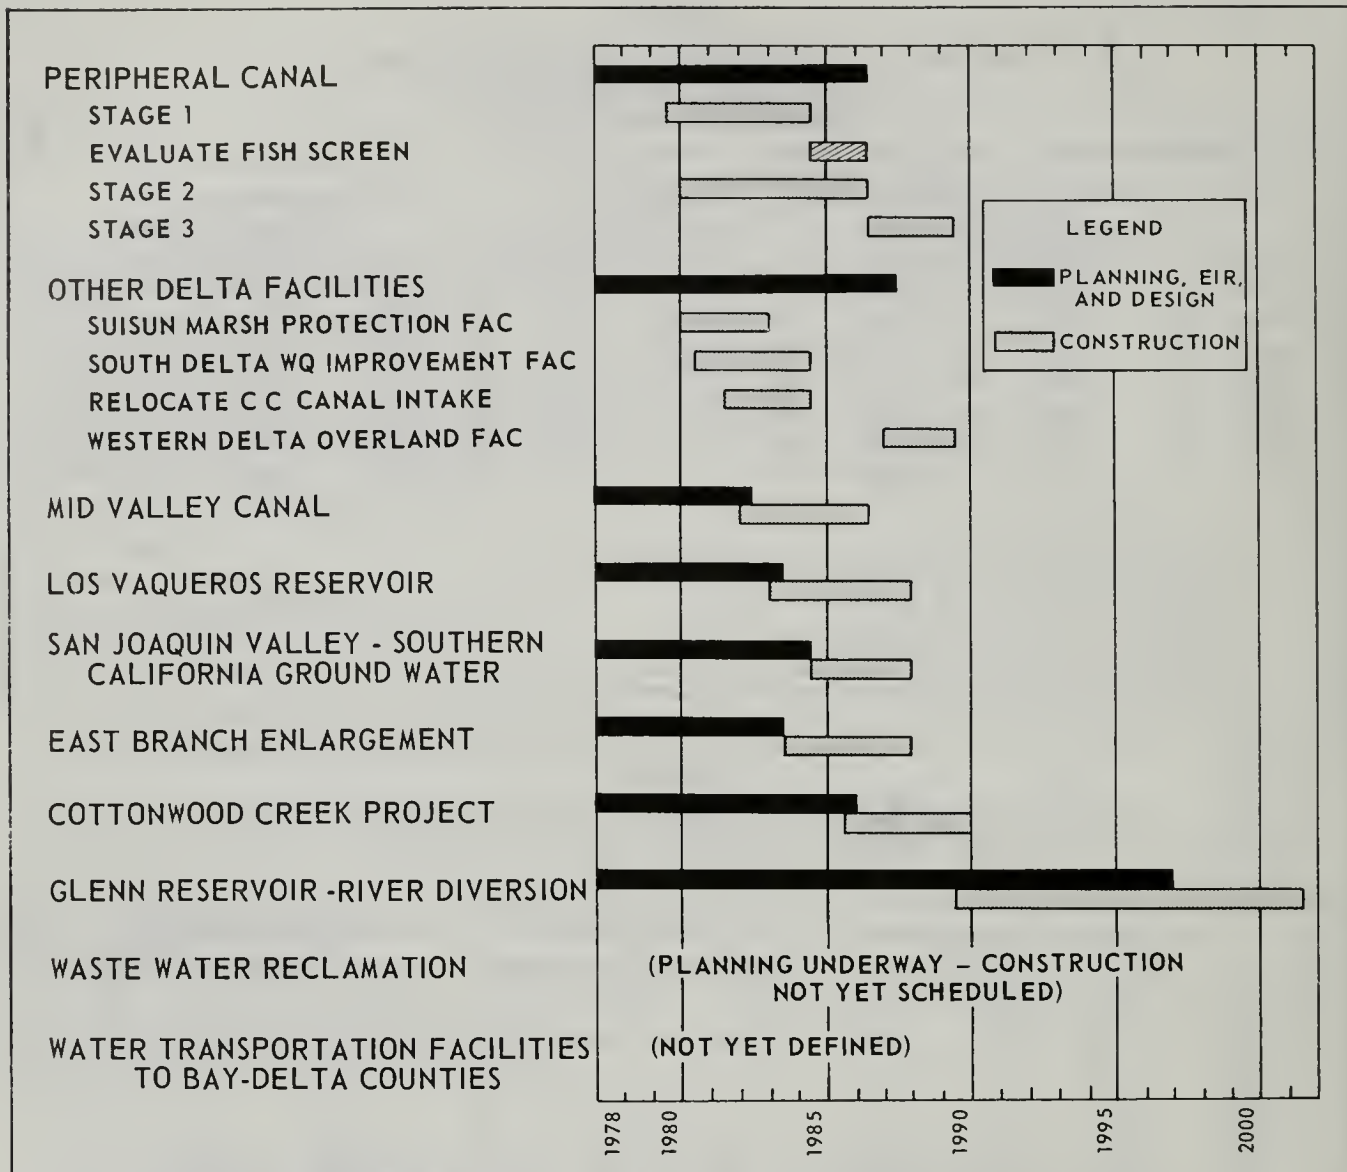 PERIPHERAL CANAL
STAGE 1
EVALUATE FISH SCREEN
STAGE 2
STAGE 3
OTHER DELTA FACILITIES
SUISUN MARSH PROTECTION FAC
SOUTH DELTA WQ IMPROVEMENT FAC
RELOCATE C C CANAL INTAKE
WESTERN DELTA OVERLAND FAC
MID VALLEY CANAL
LOS VAQUEROS RESERVOIR
SAN JOAQUIN VALLEY - SOUTHERN
CALIFORNIA GROUND WATER
EAST BRANCH ENLARGEMENT
COTTONWOOD CREEK PROJECT
GLENN RESERVOIR - RIVER DIVERSION
WASTE WATER RECLAMATION
(PLANNING UNDERWAY – CONSTRUCTION
NOT YET SCHEDULED)
WATER TRANSPORTATION FACILITIES
TO BAY-DELTA COUNTIES
(NOT YET DEFINED)
LEGEND
PLANNING, EIR,
AND DESIGN
CONSTRUCTION
1978
1980
1985
1990
1995
2000